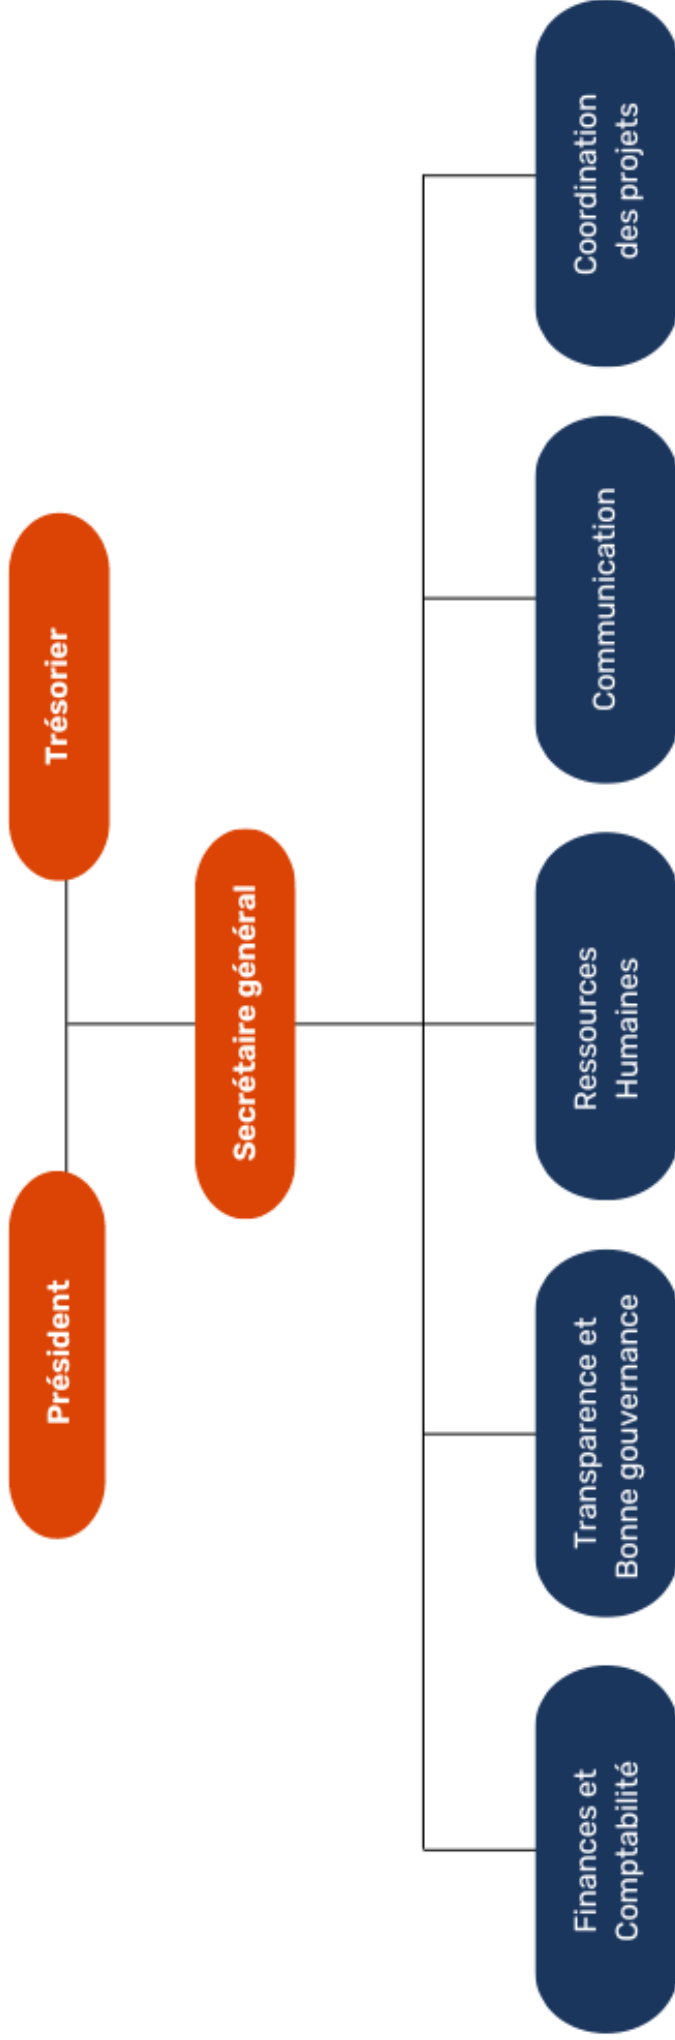 Président
Trésorier
Secrétaire général
Finances et
Comptabilité
Transparence et
Bonne gouvernance
Ressources
Humaines
Communication
Coordination
des projets